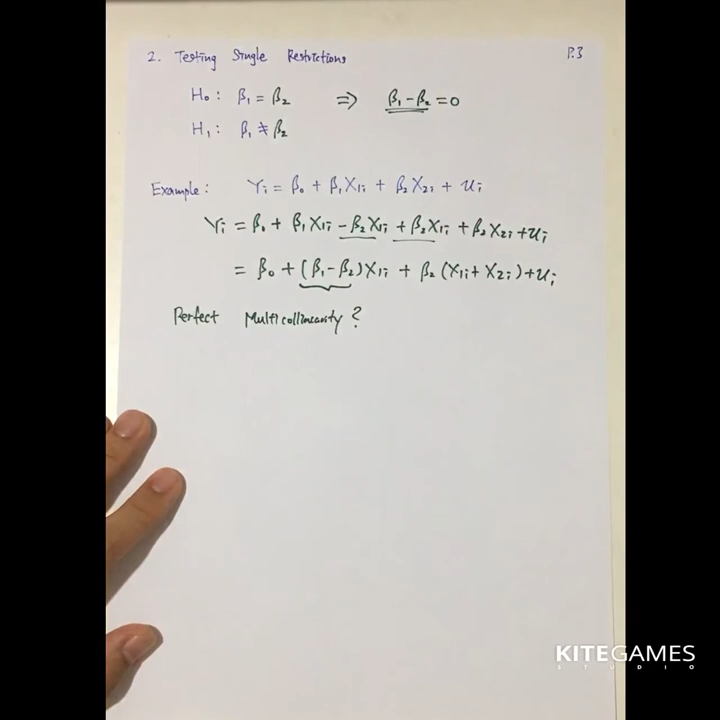 2. Testing Single Restrictions P.3
H₀: β₁ = β₂ ⇒ β₁ - β₂ = 0
H₁: β₁ ≠ β₂
Example: Yᵢ = β₀ + β₁X₁ᵢ + β₂X₂ᵢ + uᵢ
Yᵢ = β₀ + β₁X₁ᵢ - β₂X₁ᵢ + β₂X₁ᵢ + β₂X₂ᵢ + uᵢ
= β₀ + (β₁ - β₂)X₁ᵢ + β₂(X₁ᵢ + X₂ᵢ) + uᵢ
Perfect Multicollinearity?
KITEGAMES
STUDIO